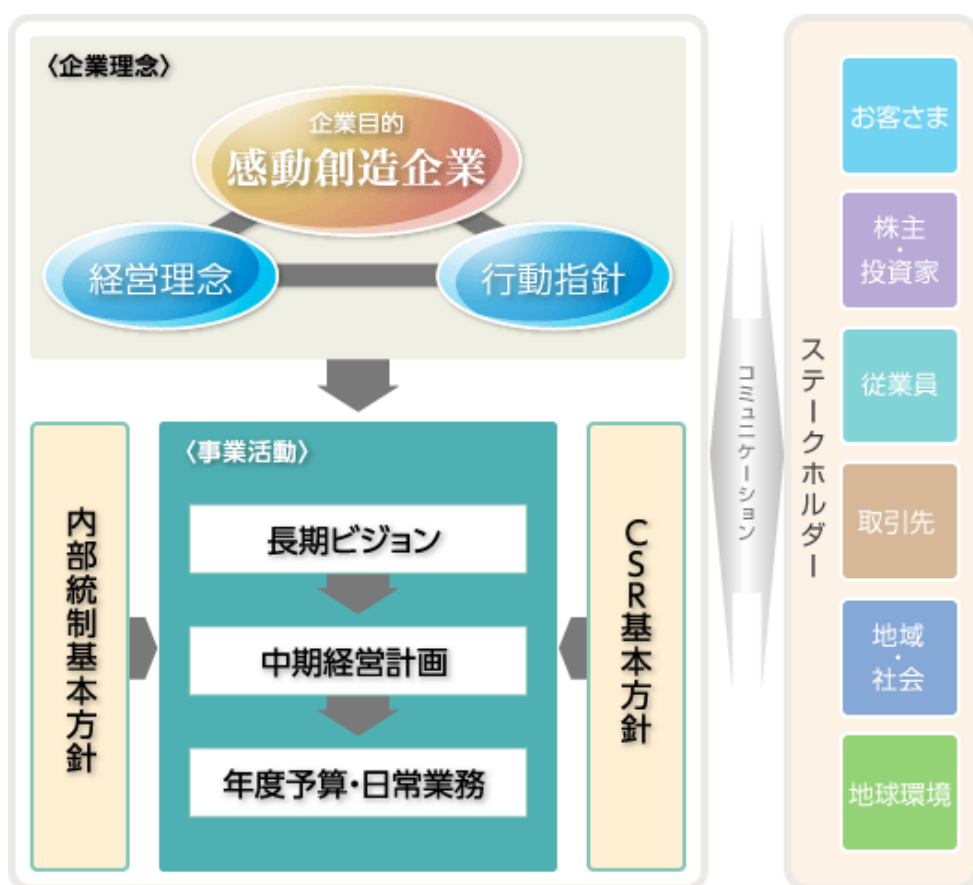 〈企業理念〉
企業目的
感動創造企業
経営理念
行動指針
内部統制基本方針
〈事業活動〉
長期ビジョン
中期経営計画
年度予算・日常業務
CSR基本方針
コミュニケーション
ステークホルダー
お客さま
株主
・
投資家
従業員
取引先
地域
・
社会
地球環境